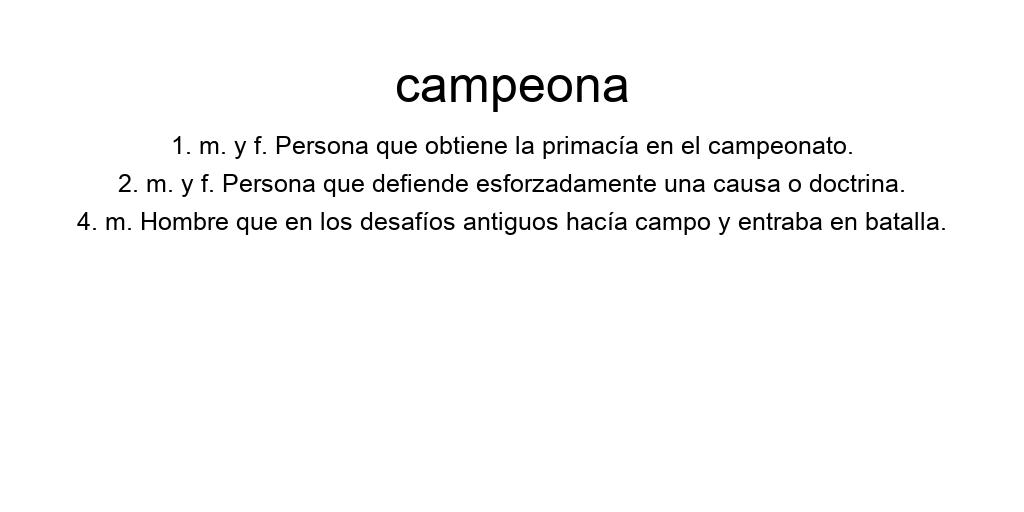 campeona
1. m. y f. Persona que obtiene la primacía en el campeonato.
2. m. y f. Persona que defiende esforzadamente una causa o doctrina.
4. m. Hombre que en los desafíos antiguos hacía campo y entraba en batalla.